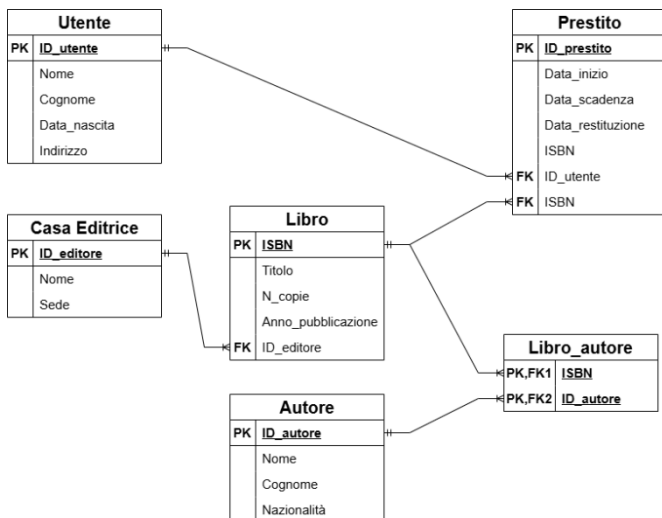 Utente
PK ID_utente
Nome
Cognome
Data_nascita
Indirizzo
Prestito
PK ID_prestito
Data_inizio
Data_scadenza
Data_restituzione
ISBN
FK ID_utente
FK ISBN
Casa Editrice
PK ID_editore
Nome
Sede
Libro
PK ISBN
Titolo
N_copie
Anno_pubblicazione
FK ID_editore
Libro_autore
PK,FK1 ISBN
PK,FK2 ID_autore
Autore
PK ID_autore
Nome
Cognome
Nazionalità